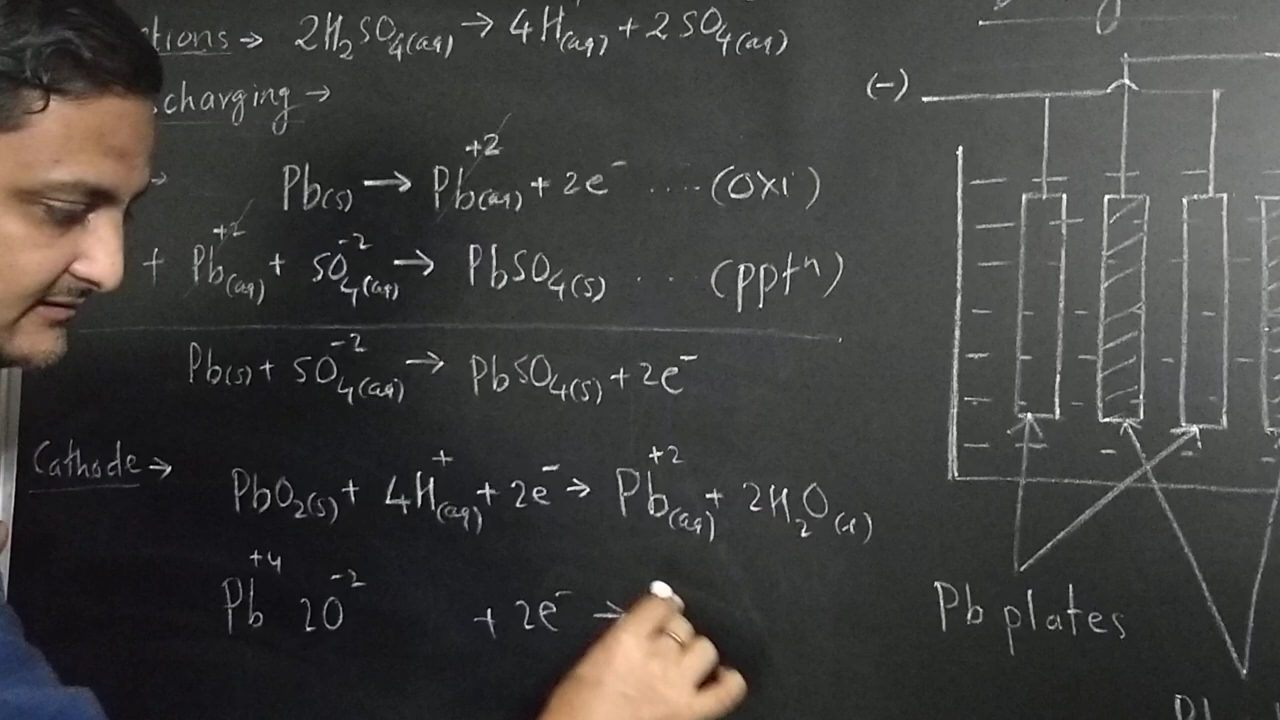 tions → 2H₂SO₄(aq) → 4H⁺(aq) + 2SO₄(aq)
charging →
(-)
→ Pb(s) → Pb⁺²(aq) + 2e⁻ .... (oxi)
+ Pb⁺²(aq) + SO₄⁻²(aq) → PbSO₄(s) .. (pptⁿ)
Pb(s) + SO₄⁻²(aq) → PbSO₄(s) + 2e⁻
Cathode →
PbO₂(s) + 4H⁺(aq) + 2e⁻ → Pb⁺²(aq) + 2H₂O(l)
Pb⁺⁴ 2O⁻² + 2e⁻ →
Pb plates